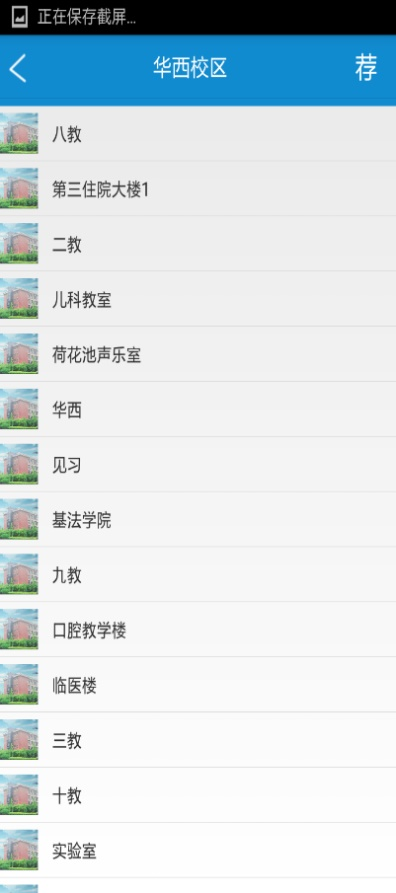 正在保存截屏...
华西校区
荐
八教
第三住院大楼1
二教
儿科教室
荷花池声乐室
华西
见习
基法学院
九教
口腔教学楼
临医楼
三教
十教
实验室